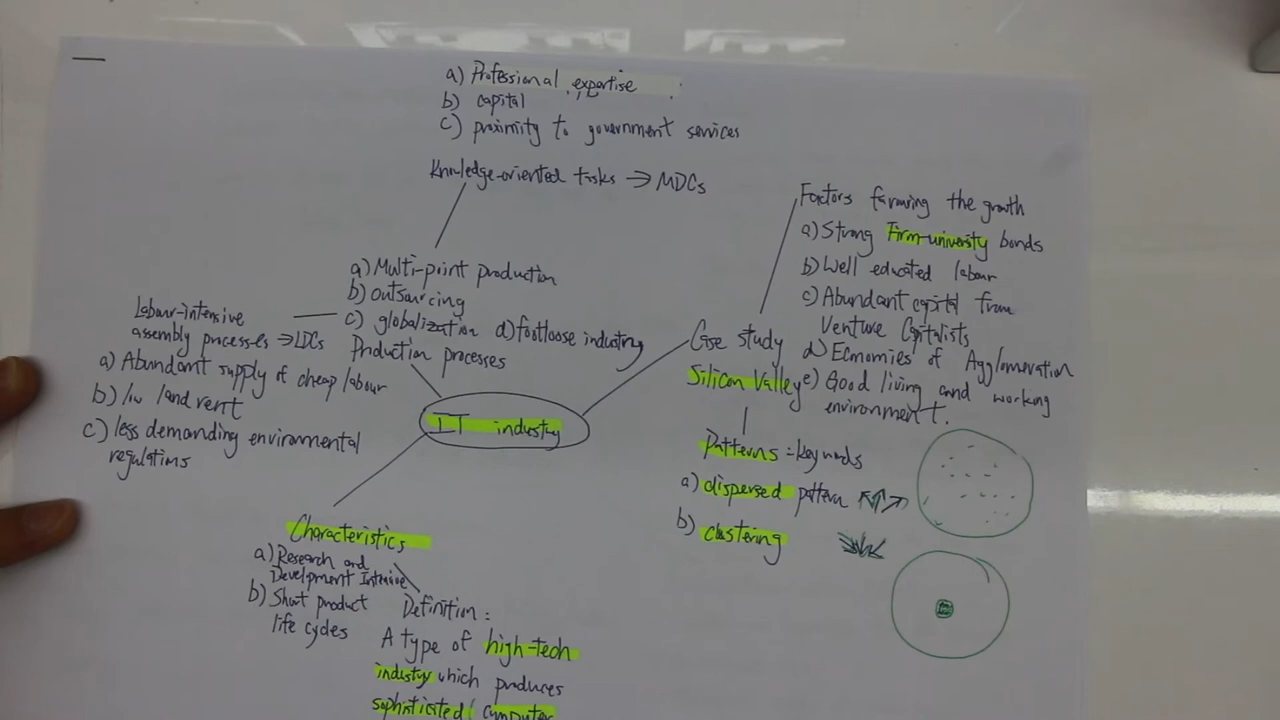 a) Professional expertise
b) capital
c) proximity to government services
Knowledge-oriented tasks → MDCs
a) Multi-point production
b) outsourcing
c) globalization d) footloose industry
Production processes
Labour-intensive
assembly processes → LDCs
a) Abundant supply of cheap labour
b) low land rent
c) less demanding environmental
regulations
IT industry
Factors favouring the growth
a) Strong Firm-university bonds
b) Well educated labour
c) Abundant capital from
Venture Capitalists
d) Economies of Agglomeration
e) Good living and working
environment.
Case study
Silicon Valley
Patterns = keywords
a) dispersed pattern
b) clustering
Characteristics
a) Research and
Development Intensive
b) Short product
life cycles
Definition:
A type of high-tech
industry which produces
sophisticated computer